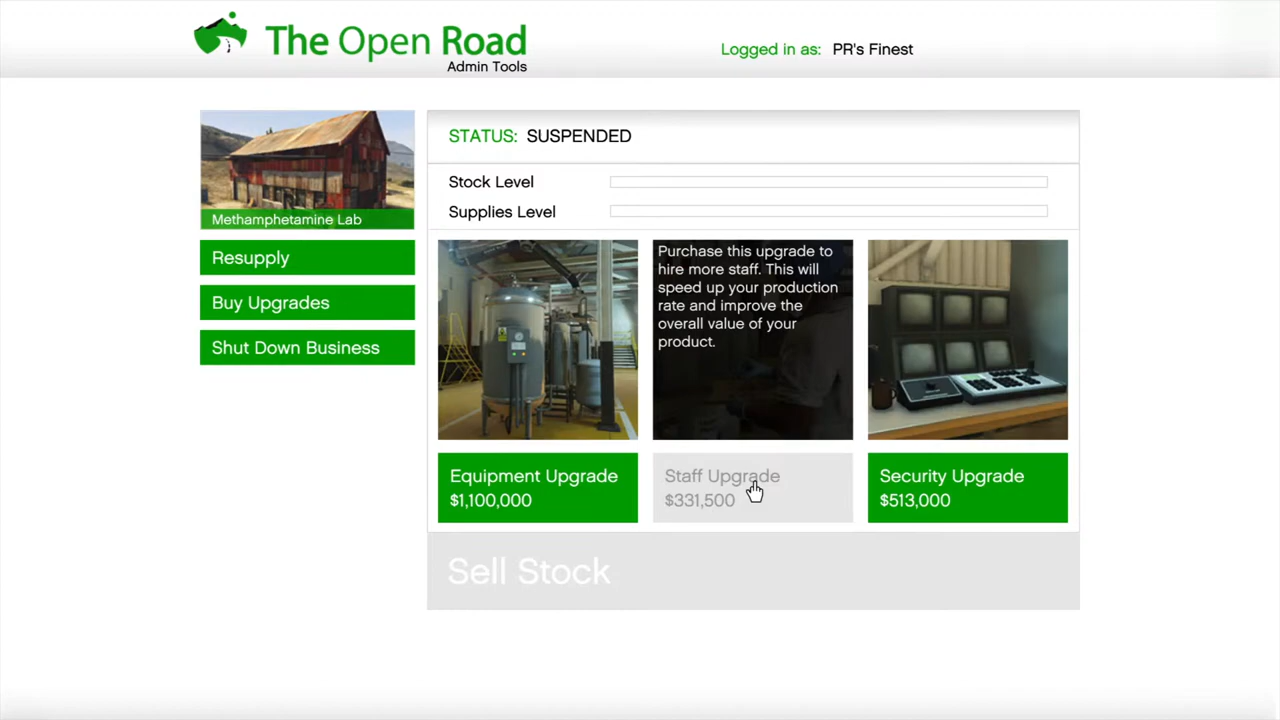 The Open Road
Admin Tools
Logged in as: PR's Finest
Methamphetamine Lab
Resupply
Buy Upgrades
Shut Down Business
STATUS: SUSPENDED
Stock Level
Supplies Level
Purchase this upgrade to
hire more staff. This will
speed up your production
rate and improve the
overall value of your
product.
Equipment Upgrade
$1,100,000
Staff Upgrade
$331,500
Security Upgrade
$513,000
Sell Stock